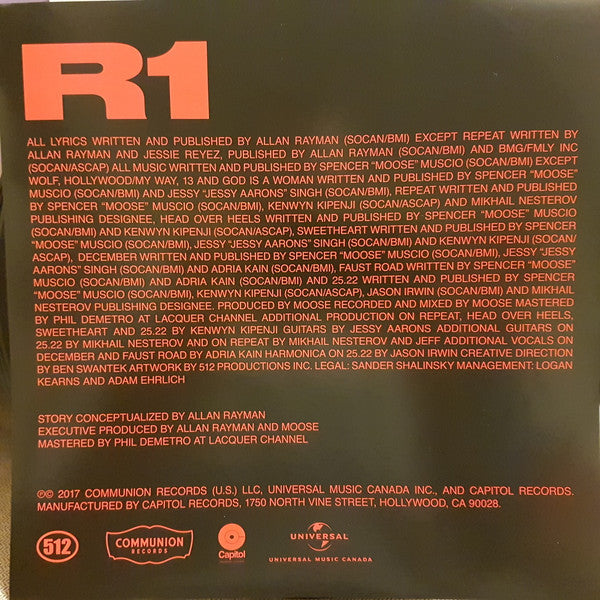 R1
ALL LYRICS WRITTEN AND PUBLISHED BY ALLAN RAYMAN (SOCAN/BMI) EXCEPT REPEAT WRITTEN BY
ALLAN RAYMAN AND JESSIE REYEZ, PUBLISHED BY ALLAN RAYMAN (SOCAN/BMI) AND BMG/FMLY INC
(SOCAN/ASCAP) ALL MUSIC WRITTEN AND PUBLISHED BY SPENCER "MOOSE" MUSCIO (SOCAN/BMI) EXCEPT
WOLF, HOLLYWOOD/MY WAY, 13 AND GOD IS A WOMAN WRITTEN AND PUBLISHED BY SPENCER "MOOSE"
MUSCIO (SOCAN/BMI) AND JESSY "JESSY AARONS" SINGH (SOCAN/BMI), REPEAT WRITTEN AND PUBLISHED
BY SPENCER "MOOSE" MUSCIO (SOCAN/BMI), KENWYN KIPENJI (SOCAN/ASCAP) AND MIKHAIL NESTEROV
PUBLISHING DESIGNEE, HEAD OVER HEELS WRITTEN AND PUBLISHED BY SPENCER "MOOSE" MUSCIO
(SOCAN/BMI) AND KENWYN KIPENJI (SOCAN/ASCAP), SWEETHEART WRITTEN AND PUBLISHED BY SPENCER
"MOOSE" MUSCIO (SOCAN/BMI), JESSY "JESSY AARONS" SINGH (SOCAN/BMI) AND KENWYN KIPENJI (SOCAN/
ASCAP), DECEMBER WRITTEN AND PUBLISHED BY SPENCER "MOOSE" MUSCIO (SOCAN/BMI), JESSY "JESSY
AARONS" SINGH (SOCAN/BMI) AND ADRIA KAIN (SOCAN/BMI), FAUST ROAD WRITTEN BY SPENCER "MOOSE"
MUSCIO (SOCAN/BMI) AND ADRIA KAIN (SOCAN/BMI) AND 25.22 WRITTEN AND PUBLISHED BY SPENCER
"MOOSE" MUSCIO (SOCAN/BMI), KENWYN KIPENJI (SOCAN/ASCAP), JASON IRWIN (SOCAN/BMI) AND MIKHAIL
NESTEROV PUBLISHING DESIGNEE. PRODUCED BY MOOSE RECORDED AND MIXED BY MOOSE MASTERED
BY PHIL DEMETRO AT LACQUER CHANNEL ADDITIONAL PRODUCTION ON REPEAT, HEAD OVER HEELS,
SWEETHEART AND 25.22 BY KENWYN KIPENJI GUITARS BY JESSY AARONS ADDITIONAL GUITARS ON
25.22 BY MIKHAIL NESTEROV AND ON REPEAT BY MIKHAIL NESTEROV AND JEFF ADDITIONAL VOCALS ON
DECEMBER AND FAUST ROAD BY ADRIA KAIN HARMONICA ON 25.22 BY JASON IRWIN CREATIVE DIRECTION
BY BEN SWANTEK ARTWORK BY 512 PRODUCTIONS INC. LEGAL: SANDER SHALINSKY MANAGEMENT: LOGAN
KEARNS AND ADAM EHRLICH
STORY CONCEPTUALIZED BY ALLAN RAYMAN
EXECUTIVE PRODUCED BY ALLAN RAYMAN AND MOOSE
MASTERED BY PHIL DEMETRO AT LACQUER CHANNEL
℗© 2017 COMMUNION RECORDS (U.S.) LLC, UNIVERSAL MUSIC CANADA INC., AND CAPITOL RECORDS.
MANUFACTURED BY CAPITOL RECORDS, 1750 NORTH VINE STREET, HOLLYWOOD, CA 90028.
512
COMMUNION
RECORDS
Capitol
UNIVERSAL
UNIVERSAL MUSIC CANADA